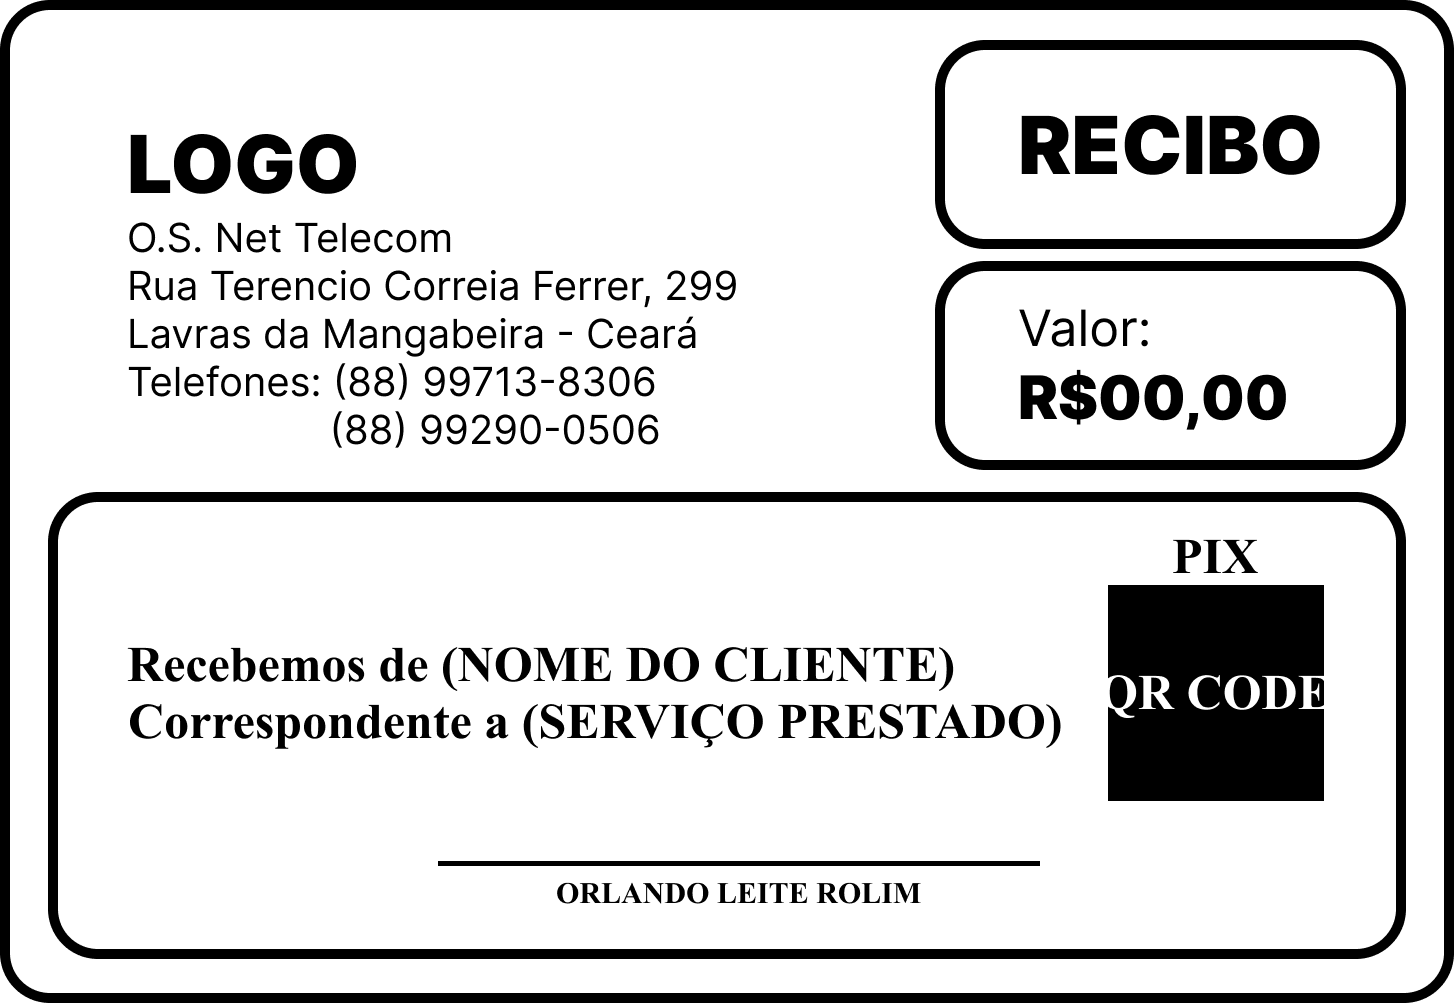 LOGO
O.S. Net Telecom
Rua Terencio Correia Ferrer, 299
Lavras da Mangabeira - Ceará
Telefones: (88) 99713-8306
(88) 99290-0506
RECIBO
Valor:
R$00,00
PIX
QR CODE
Recebemos de (NOME DO CLIENTE)
Correspondente a (SERVIÇO PRESTADO)
ORLANDO LEITE ROLIM